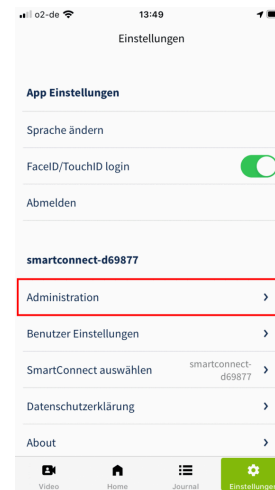 o2-de 13:49
Einstellungen
App Einstellungen
Sprache ändern
FaceID/TouchID login
Abmelden
smartconnect-d69877
Administration
Benutzer Einstellungen
SmartConnect auswählen smartconnect-
d69877
Datenschutzerklärung
About
Video Home Journal Einstellungen